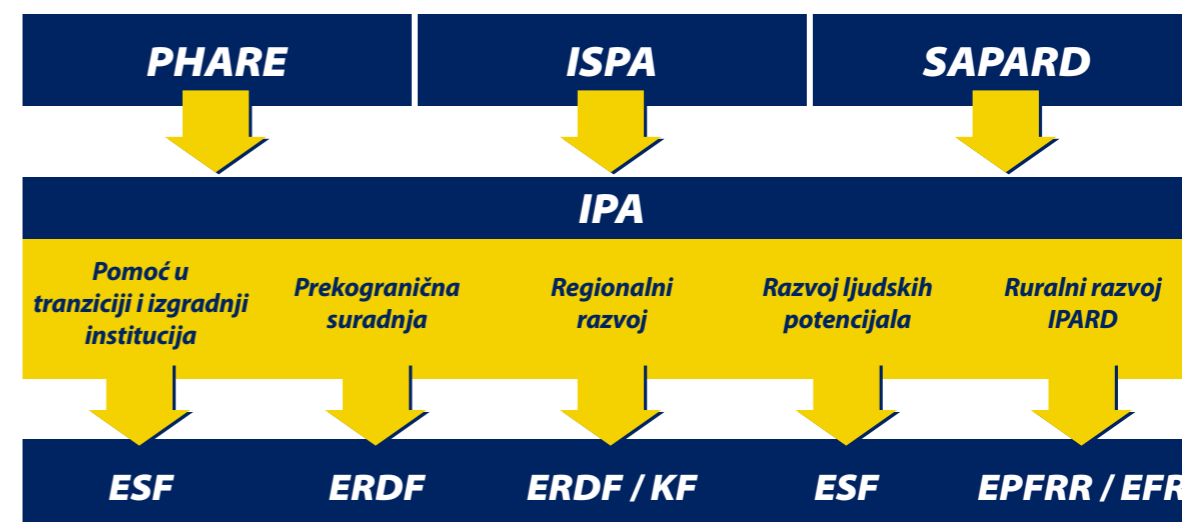 PHARE
ISPA
SAPARD
IPA
Pomoć u
tranziciji i izgradnji
institucija
Prekogranična
suradnja
Regionalni
razvoj
Razvoj ljudskih
potencijala
Ruralni razvoj
IPARD
ESF
ERDF
ERDF / KF
ESF
EPFRR / EFR